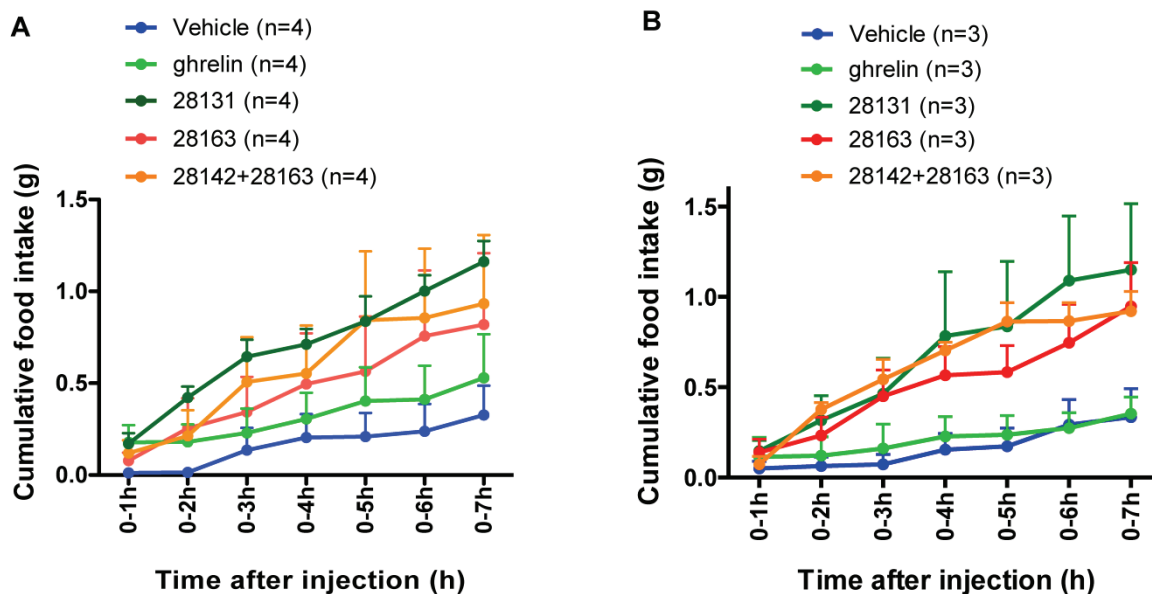 A
Vehicle (n=4)
ghrelin (n=4)
28131 (n=4)
28163 (n=4)
28142+28163 (n=4)
Cumulative food intake (g)
1.5
1.0
0.5
0.0
0-1h
0-2h
0-3h
0-4h
0-5h
0-6h
0-7h
Time after injection (h)
B
Vehicle (n=3)
ghrelin (n=3)
28131 (n=3)
28163 (n=3)
28142+28163 (n=3)
Cumulative food intake (g)
1.5
1.0
0.5
0.0
0-1h
0-2h
0-3h
0-4h
0-5h
0-6h
0-7h
Time after injection (h)